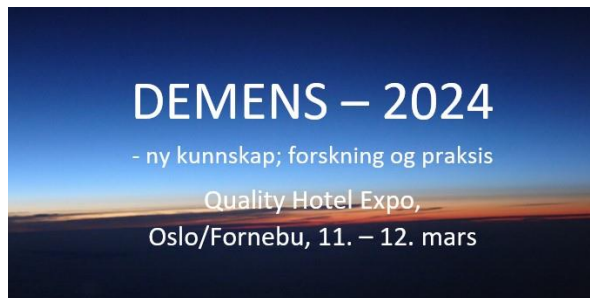 DEMENS – 2024
- ny kunnskap; forskning og praksis
Quality Hotel Expo,
Oslo/Fornebu, 11. – 12. mars